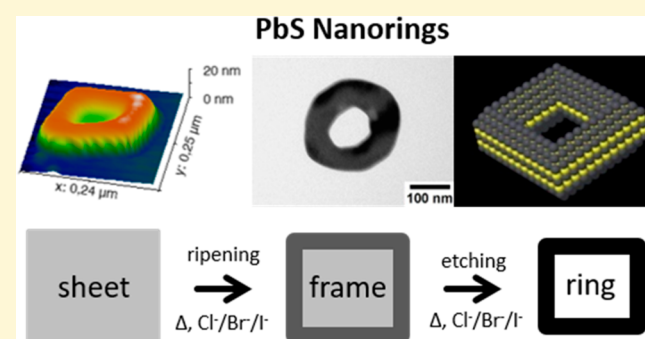 PbS Nanorings
20 nm
0 nm
x: 0,24 µm
y: 0,25 µm
100 nm
sheet
ripening
Δ, Cl⁻/Br⁻/I⁻
frame
etching
Δ, Cl⁻/Br⁻/I⁻
ring